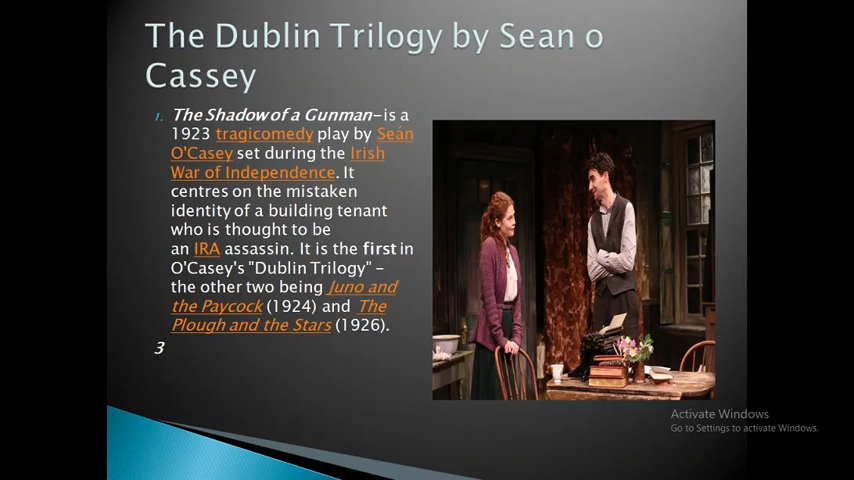 The Dublin Trilogy by Sean o
Cassey
1. The Shadow of a Gunman–is a
1923 tragicomedy play by Seán
O'Casey set during the Irish
War of Independence. It
centres on the mistaken
identity of a building tenant
who is thought to be
an IRA assassin. It is the first in
O'Casey's "Dublin Trilogy" –
the other two being Juno and
the Paycock (1924) and The
Plough and the Stars (1926).
3
Activate Windows
Go to Settings to activate Windows.